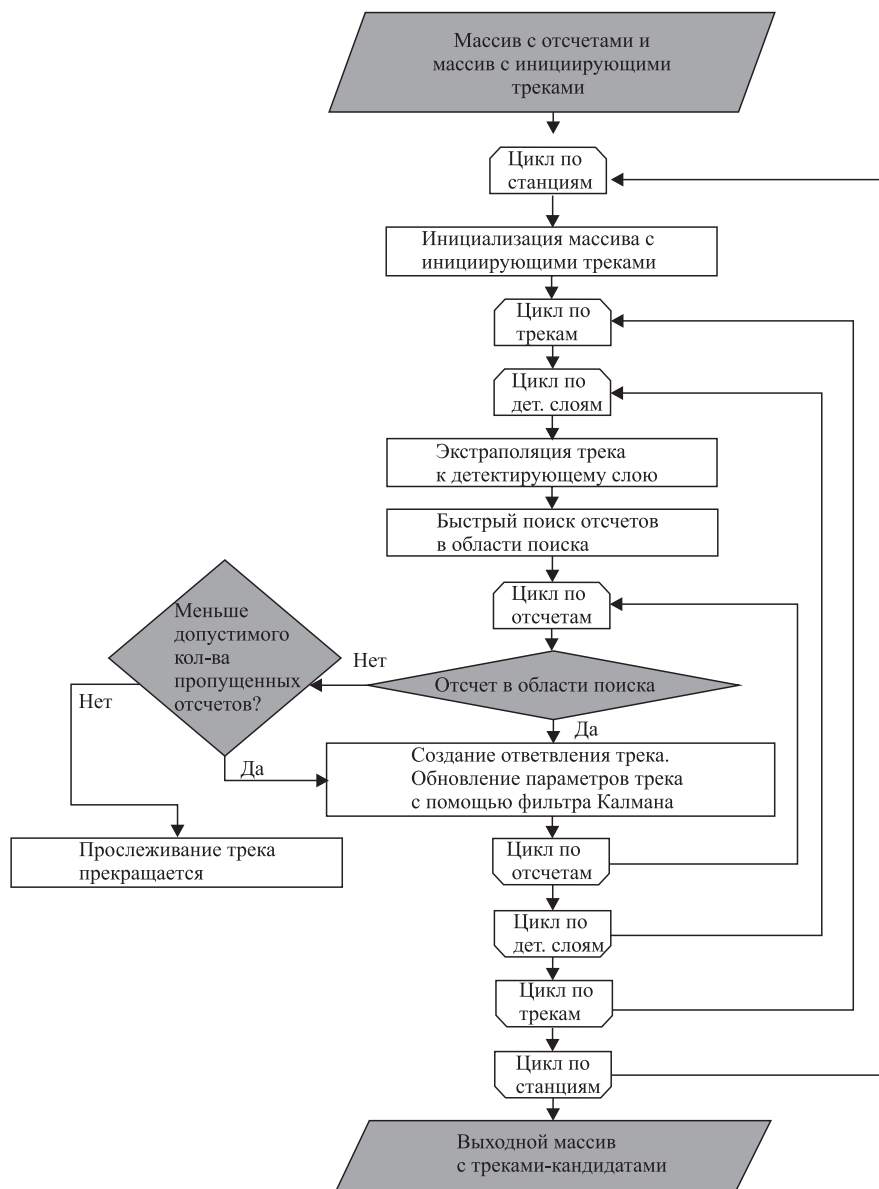 Массив с отсчетами и
массив с инициирующими
треками
Цикл по
станциям
Инициализация массива с
инициирующими треками
Цикл по
трекам
Цикл по
дет. слоям
Экстраполяция трека
к детектирующему слою
Быстрый поиск отсчетов
в области поиска
Цикл по
отсчетам
Меньше
допустимого
кол-ва
пропущенных
отсчетов?
Нет
Отсчет в области поиска
Нет
Да
Да
Создание ответвления трека.
Обновление параметров трека
с помощью фильтра Калмана
Прослеживание трека
прекращается
Цикл по
отсчетам
Цикл по
дет. слоям
Цикл по
трекам
Цикл по
станциям
Выходной массив
с треками-кандидатами